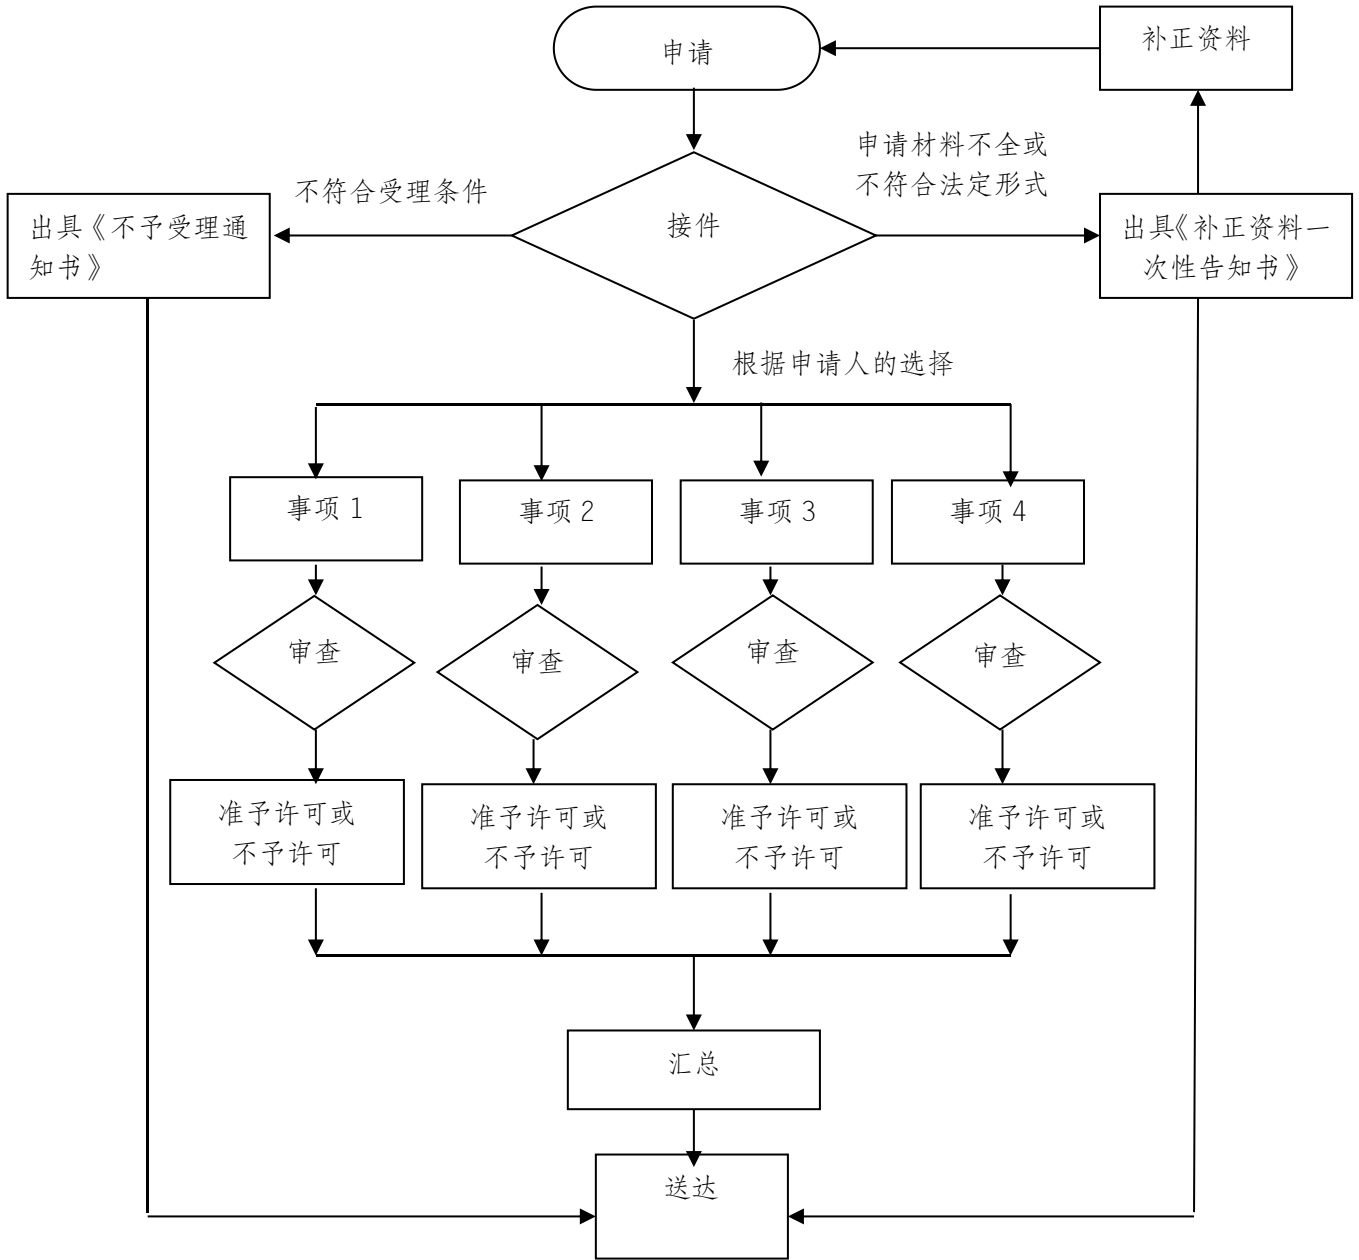 申请
补正资料
申请材料不全或
不符合法定形式
不符合受理条件
接件
出具《不予受理通
知书》
出具《补正资料一
次性告知书》
根据申请人的选择
事项 1
事项 2
事项 3
事项 4
审查
审查
审查
审查
准予许可或
不予许可
准予许可或
不予许可
准予许可或
不予许可
准予许可或
不予许可
汇总
送达